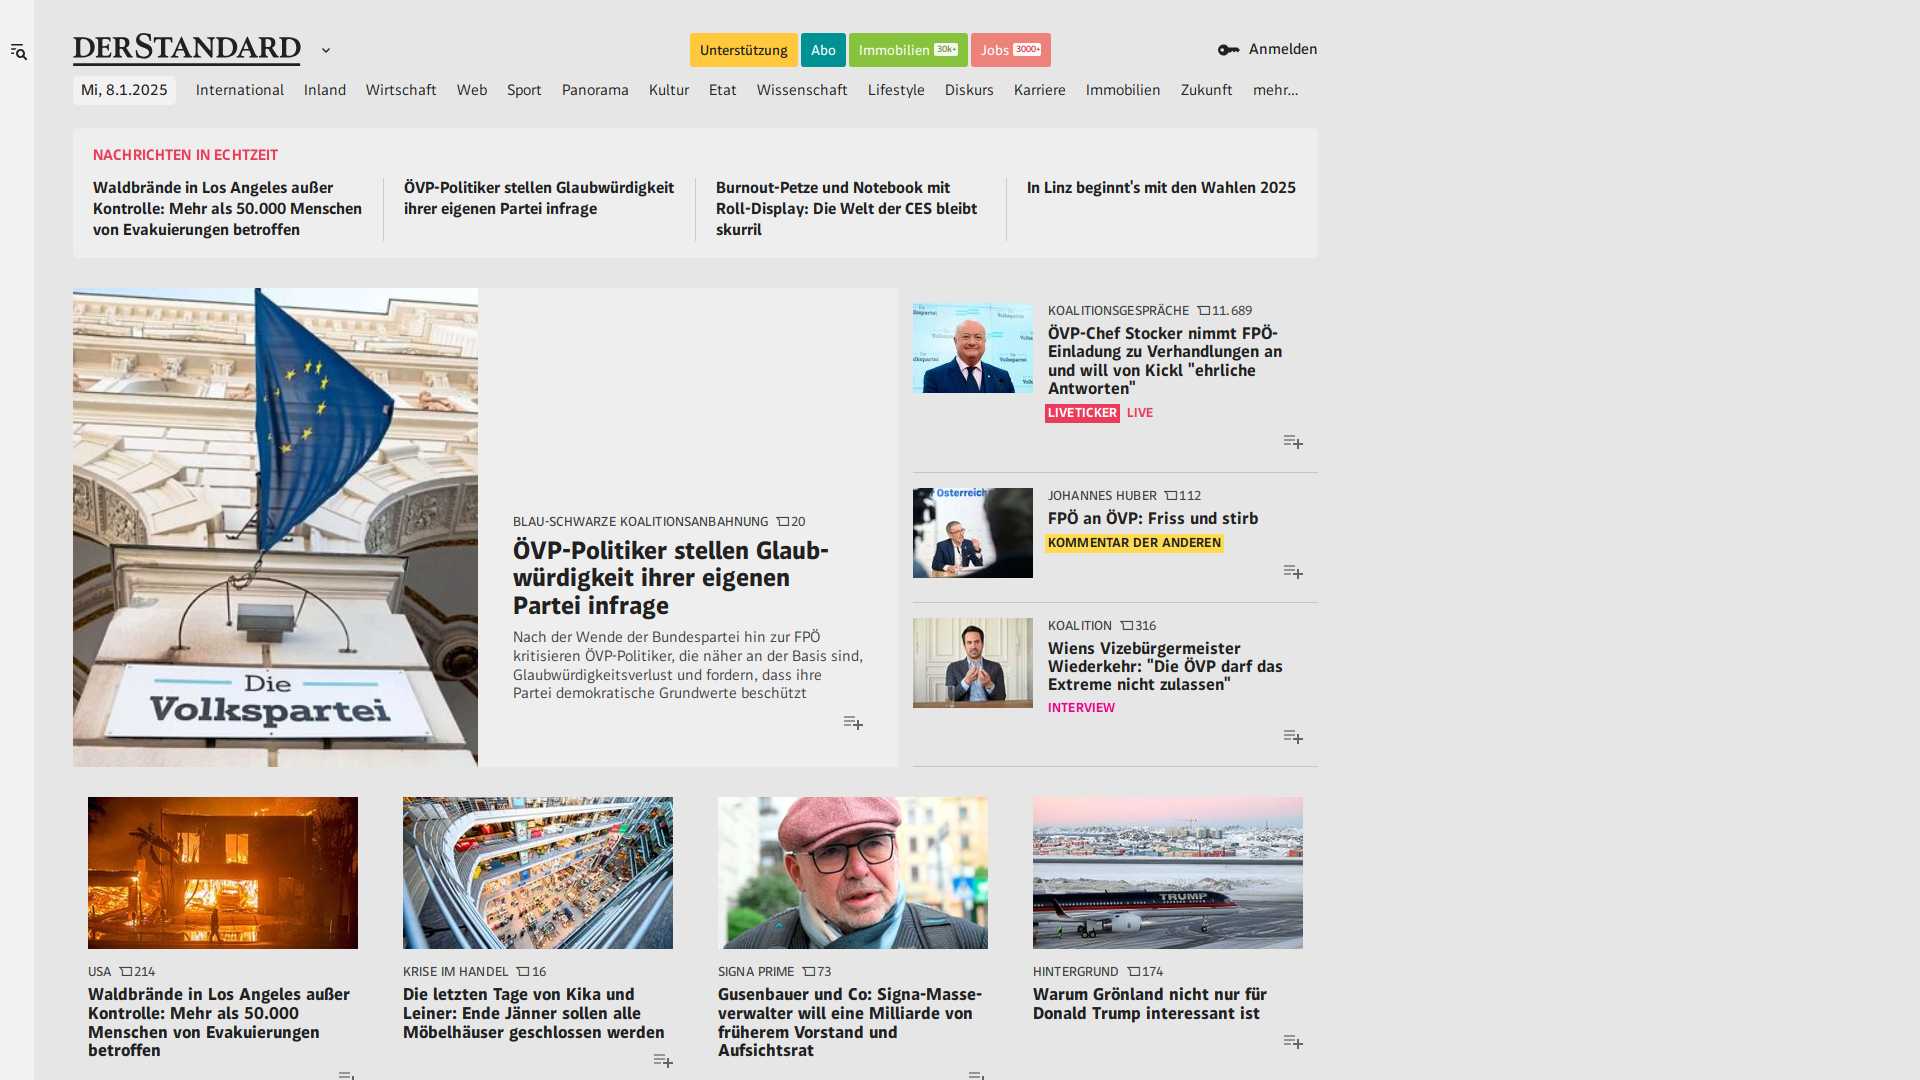 DERSTANDARD
Unterstützung
Abo
Immobilien 30k+
Jobs 3000+
Anmelden
Mi, 8.1.2025
International
Inland
Wirtschaft
Web
Sport
Panorama
Kultur
Etat
Wissenschaft
Lifestyle
Diskurs
Karriere
Immobilien
Zukunft
mehr…
NACHRICHTEN IN ECHTZEIT
Waldbrände in Los Angeles außer
Kontrolle: Mehr als 50.000 Menschen
von Evakuierungen betroffen
ÖVP-Politiker stellen Glaubwürdigkeit
ihrer eigenen Partei infrage
Burnout-Petze und Notebook mit
Roll-Display: Die Welt der CES bleibt
skurril
In Linz beginnt's mit den Wahlen 2025
Die
Volkspartei
BLAU-SCHWARZE KOALITIONSANBAHNUNG 20
ÖVP-Politiker stellen Glaub-
würdigkeit ihrer eigenen
Partei infrage
Nach der Wende der Bundespartei hin zur FPÖ
kritisieren ÖVP-Politiker, die näher an der Basis sind,
Glaubwürdigkeitsverlust und fordern, dass ihre
Partei demokratische Grundwerte beschützt
KOALITIONSGESPRÄCHE 11.689
ÖVP-Chef Stocker nimmt FPÖ-
Einladung zu Verhandlungen an
und will von Kickl "ehrliche
Antworten"
LIVETICKER LIVE
Österreich
JOHANNES HUBER 112
FPÖ an ÖVP: Friss und stirb
KOMMENTAR DER ANDEREN
KOALITION 316
Wiens Vizebürgermeister
Wiederkehr: "Die ÖVP darf das
Extreme nicht zulassen"
INTERVIEW
USA 214
Waldbrände in Los Angeles außer
Kontrolle: Mehr als 50.000
Menschen von Evakuierungen
betroffen
KRISE IM HANDEL 16
Die letzten Tage von Kika und
Leiner: Ende Jänner sollen alle
Möbelhäuser geschlossen werden
SIGNA PRIME 73
Gusenbauer und Co: Signa-Masse-
verwalter will eine Milliarde von
früherem Vorstand und
Aufsichtsrat
TRUMP
HINTERGRUND 174
Warum Grönland nicht nur für
Donald Trump interessant ist